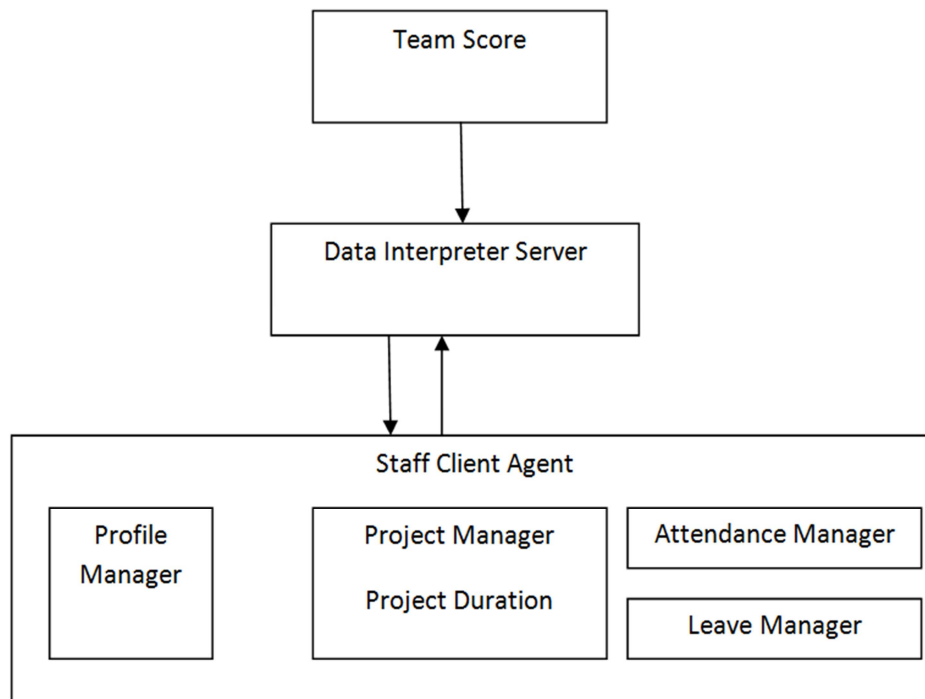 Team Score
Data Interpreter Server
Staff Client Agent
Profile
Manager
Project Manager
Project Duration
Attendance Manager
Leave Manager